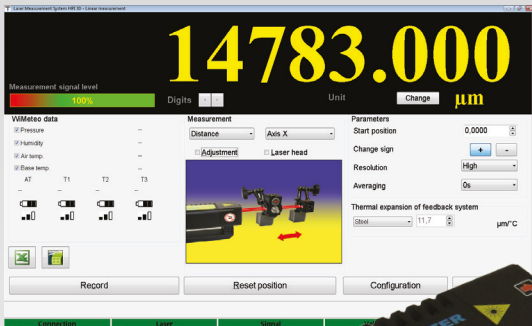 Laser Measurement System HPI 3D - Linear measurement
14783.000
Measurement signal level
100%
Digits
Unit
Change
µm
WiMeteo data
Measurement
Parameters
Pressure
--
Humidity
--
Air temp.
--
Base temp.
--
AT T1 T2 T3
-- -- -- --
Distance
Axis X
Adjustment
Laser head
Start position
0,0000
Change sign
+ -
Resolution
High
Averaging
0s
Thermal expansion of feedback system
Steel
11,7
µm/°C
Record
Reset position
Configuration
Connection
Laser
Signal